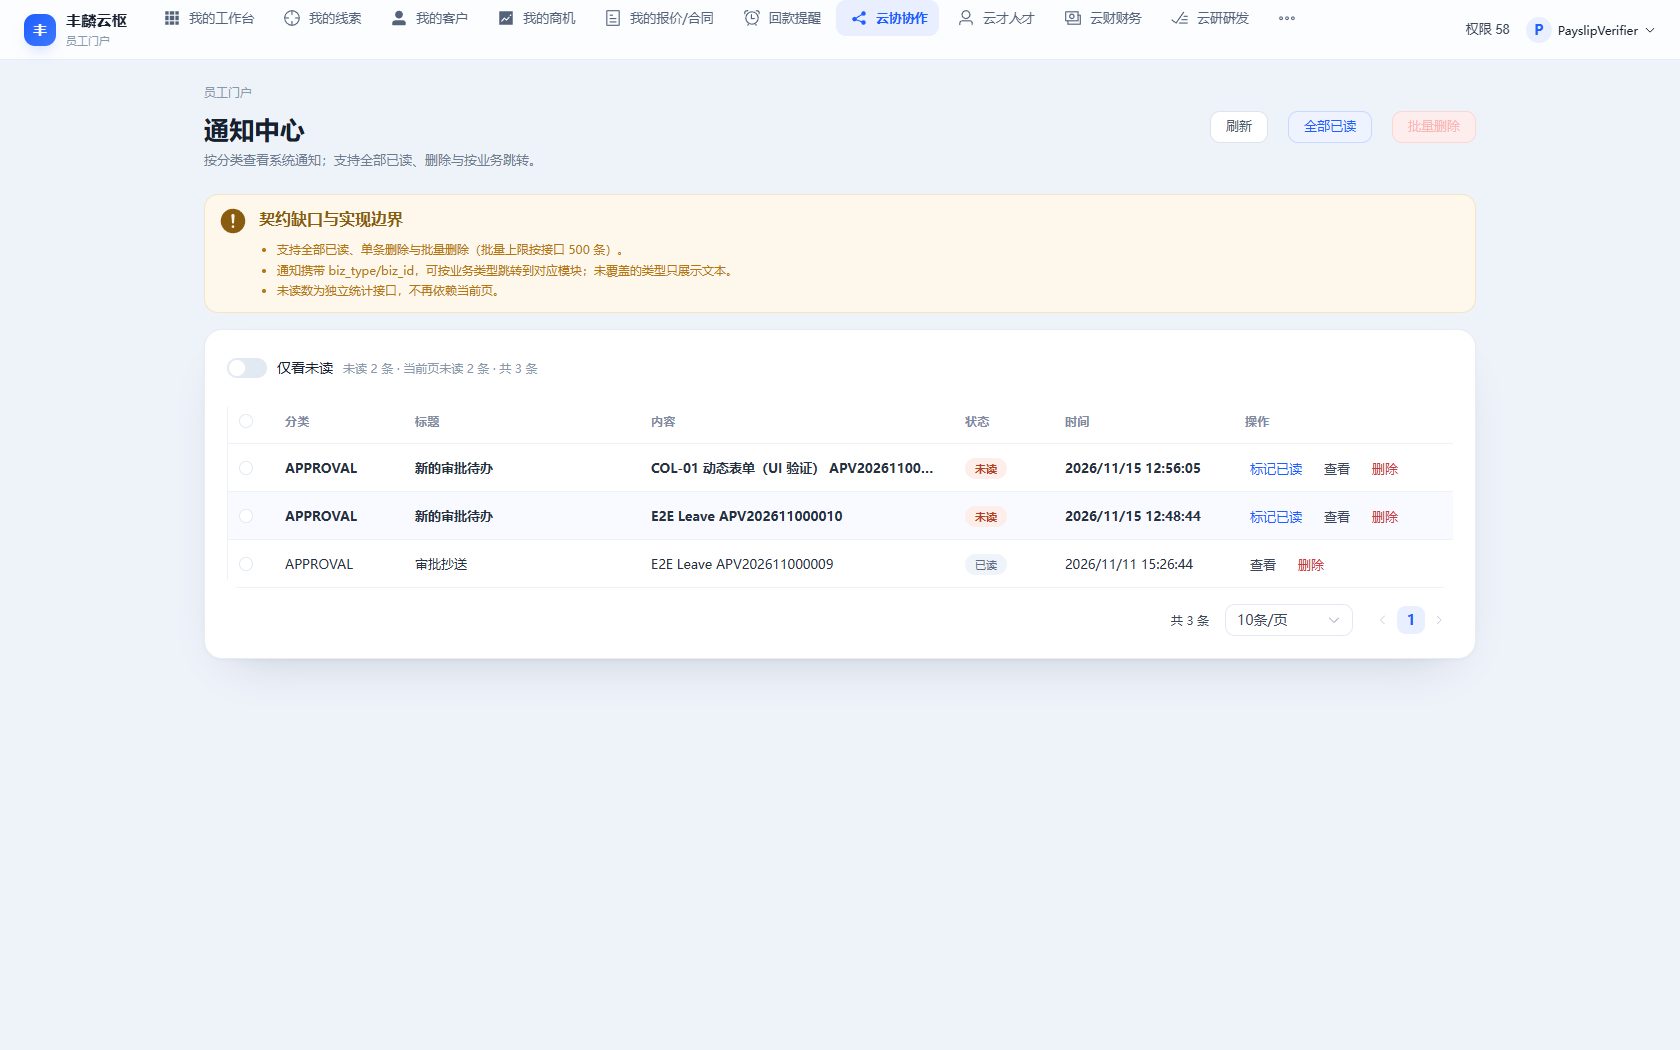 丰
丰麟云枢
员工门户
我的工作台
我的线索
我的客户
我的商机
我的报价/合同
回款提醒
云协协作
云才人才
云财财务
云研研发
权限 58
P
PayslipVerifier
员工门户
通知中心
按分类查看系统通知；支持全部已读、删除与按业务跳转。
刷新
全部已读
批量删除
契约缺口与实现边界
支持全部已读、单条删除与批量删除（批量上限按接口 500 条）。
通知携带 biz_type/biz_id，可按业务类型跳转到对应模块；未覆盖的类型只展示文本。
未读数为独立统计接口，不再依赖当前页。
仅看未读 未读 2 条 · 当前页未读 2 条 · 共 3 条
分类 标题 内容 状态 时间 操作
APPROVAL 新的审批待办 COL-01 动态表单（UI 验证） APV20261100... 未读 2026/11/15 12:56:05 标记已读 查看 删除
APPROVAL 新的审批待办 E2E Leave APV202611000010 未读 2026/11/15 12:48:44 标记已读 查看 删除
APPROVAL 审批抄送 E2E Leave APV202611000009 已读 2026/11/11 15:26:44 查看 删除
共 3 条 10条/页 1